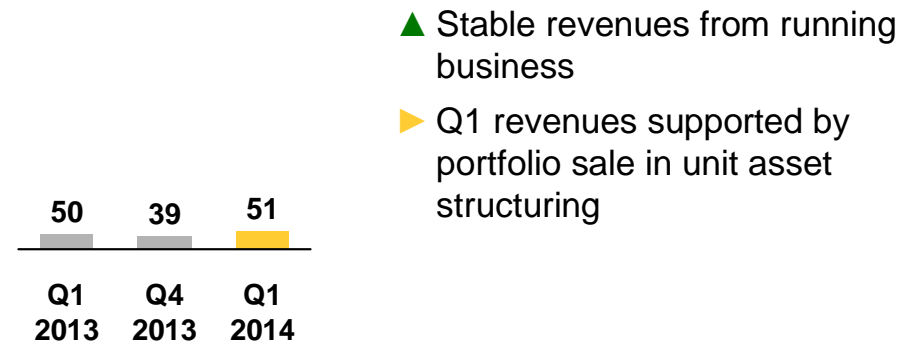 ▲ Stable revenues from running
business
► Q1 revenues supported by
portfolio sale in unit asset
structuring
50 39 51
Q1 Q4 Q1
2013 2013 2014